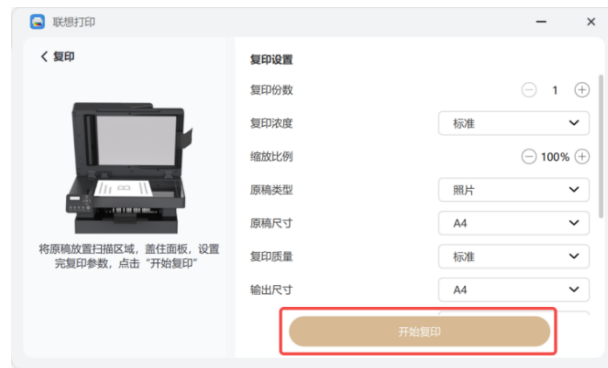 联想打印
复印
将原稿放置扫描区域，盖住面板，设置
完复印参数，点击“开始复印”
复印设置
复印份数 1
复印浓度 标准
缩放比例 100%
原稿类型 照片
原稿尺寸 A4
复印质量 标准
输出尺寸 A4
开始复印